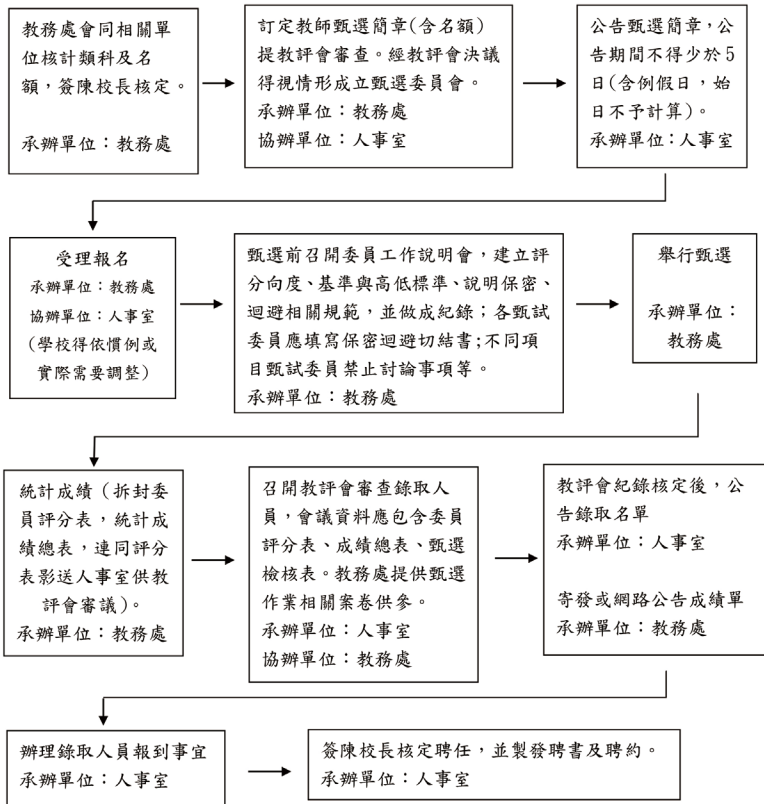 教務處會同相關單
位核計類科及名
額，簽陳校長核定。
承辦單位：教務處
訂定教師甄選簡章(含名額)
提教評會審查。經教評會決議
得視情形成立甄選委員會。
承辦單位：教務處
協辦單位：人事室
公告甄選簡章，公
告期間不得少於5
日(含例假日，始
日不予計算)。
承辦單位：人事室
受理報名
承辦單位：教務處
協辦單位：人事室
(學校得依慣例或
實際需要調整)
甄選前召開委員工作說明會，建立評
分向度、基準與高低標準、說明保密、
迴避相關規範，並做成紀錄；各甄試
委員應填寫保密迴避切結書;不同項
目甄試委員禁止討論事項等。
承辦單位：教務處
舉行甄選
承辦單位：
教務處
統計成績（拆封委
員評分表，統計成
績總表，連同評分
表影送人事室供教
評會審議）。
承辦單位：教務處
召開教評會審查錄取人
員，會議資料應包含委員
評分表、成績總表、甄選
檢核表。教務處提供甄選
作業相關案卷供參。
承辦單位：人事室
協辦單位：教務處
教評會紀錄核定後，公
告錄取名單
承辦單位：人事室
寄發或網路公告成績單
承辦單位：教務處
辦理錄取人員報到事宜
承辦單位：人事室
簽陳校長核定聘任，並製發聘書及聘約。
承辦單位：人事室